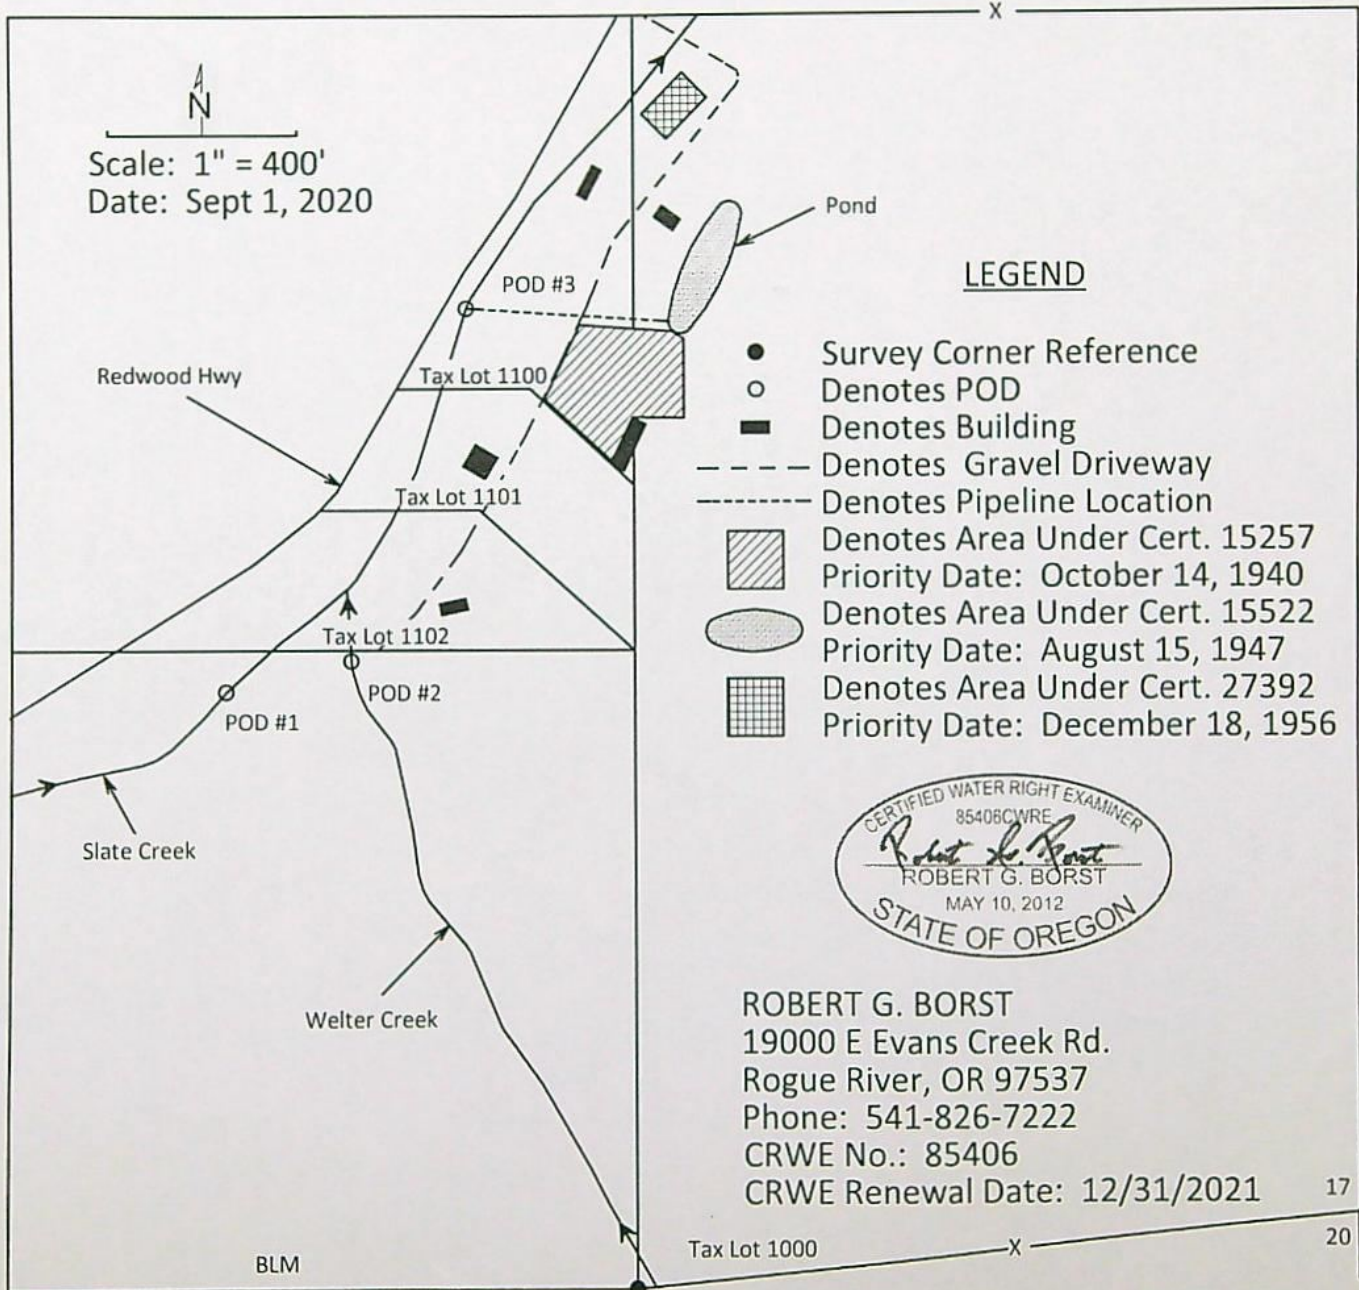 X
N
Scale: 1" = 400'
Date: Sept 1, 2020
Pond
POD #3
LEGEND
Survey Corner Reference
Redwood Hwy
Tax Lot 1100
Denotes POD
Denotes Building
Denotes Gravel Driveway
Tax Lot 1101
Denotes Pipeline Location
Denotes Area Under Cert. 15257
Priority Date: October 14, 1940
Denotes Area Under Cert. 15522
Priority Date: August 15, 1947
Tax Lot 1102
Denotes Area Under Cert. 27392
Priority Date: December 18, 1956
POD #2
POD #1
Slate Creek
CERTIFIED WATER RIGHT EXAMINER
85406CWRE
Robert G. Borst
ROBERT G. BORST
MAY 10, 2012
STATE OF OREGON
Welter Creek
ROBERT G. BORST
19000 E Evans Creek Rd.
Rogue River, OR 97537
Phone: 541-826-7222
CRWE No.: 85406
CRWE Renewal Date: 12/31/2021
17
20
Tax Lot 1000
X
BLM